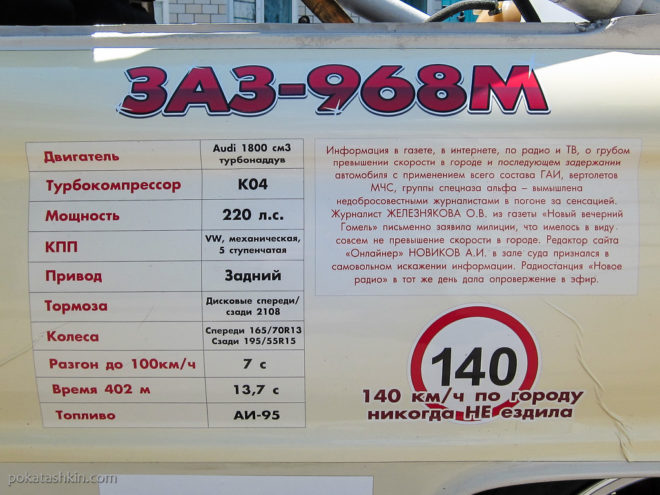 ЗАЗ-968М
Двигатель Audi 1800 см3
турбонаддув
Турбокомпрессор К04
Мощность 220 л.с.
КПП VW, механическая,
5 ступенчатая
Привод Задний
Тормоза Дисковые спереди/
сзади 2108
Колеса Спереди 165/70R13
Сзади 195/55R15
Разгон до 100км/ч 7 с
Время 402 м 13,7 с
Топливо АИ-95
Информация в газете, в интернете, по радио и ТВ, о грубом
превышении скорости в городе и последующем задержании
автомобиля с применением всего состава ГАИ, вертолетов
МЧС, группы спецназа альфа – вымышлена
недобросовестными журналистами в погоне за сенсацией.
Журналист ЖЕЛЕЗНЯКОВА О.В. из газеты «Новый вечерний
Гомель» письменно заявила милиции, что имелось в виду
совсем не превышение скорости в городе. Редактор сайта
«Онлайнер» НОВИКОВ А.И. в зале суда признался в
самовольном искажении информации. Радиостанция «Новое
радио» в тот же день дала опровержение в эфир.
140
140 км/ч по городу
никогда НЕ ездила
pokatashkin.com